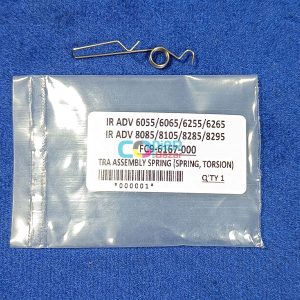 IR ADV 6055/6065/6255/6265
IR ADV 8085/8105/8285/8295
FC9-6167-000
TRA ASSEMBLY SPRING (SPRING, TORSION)
*000001*
Q'TY 1